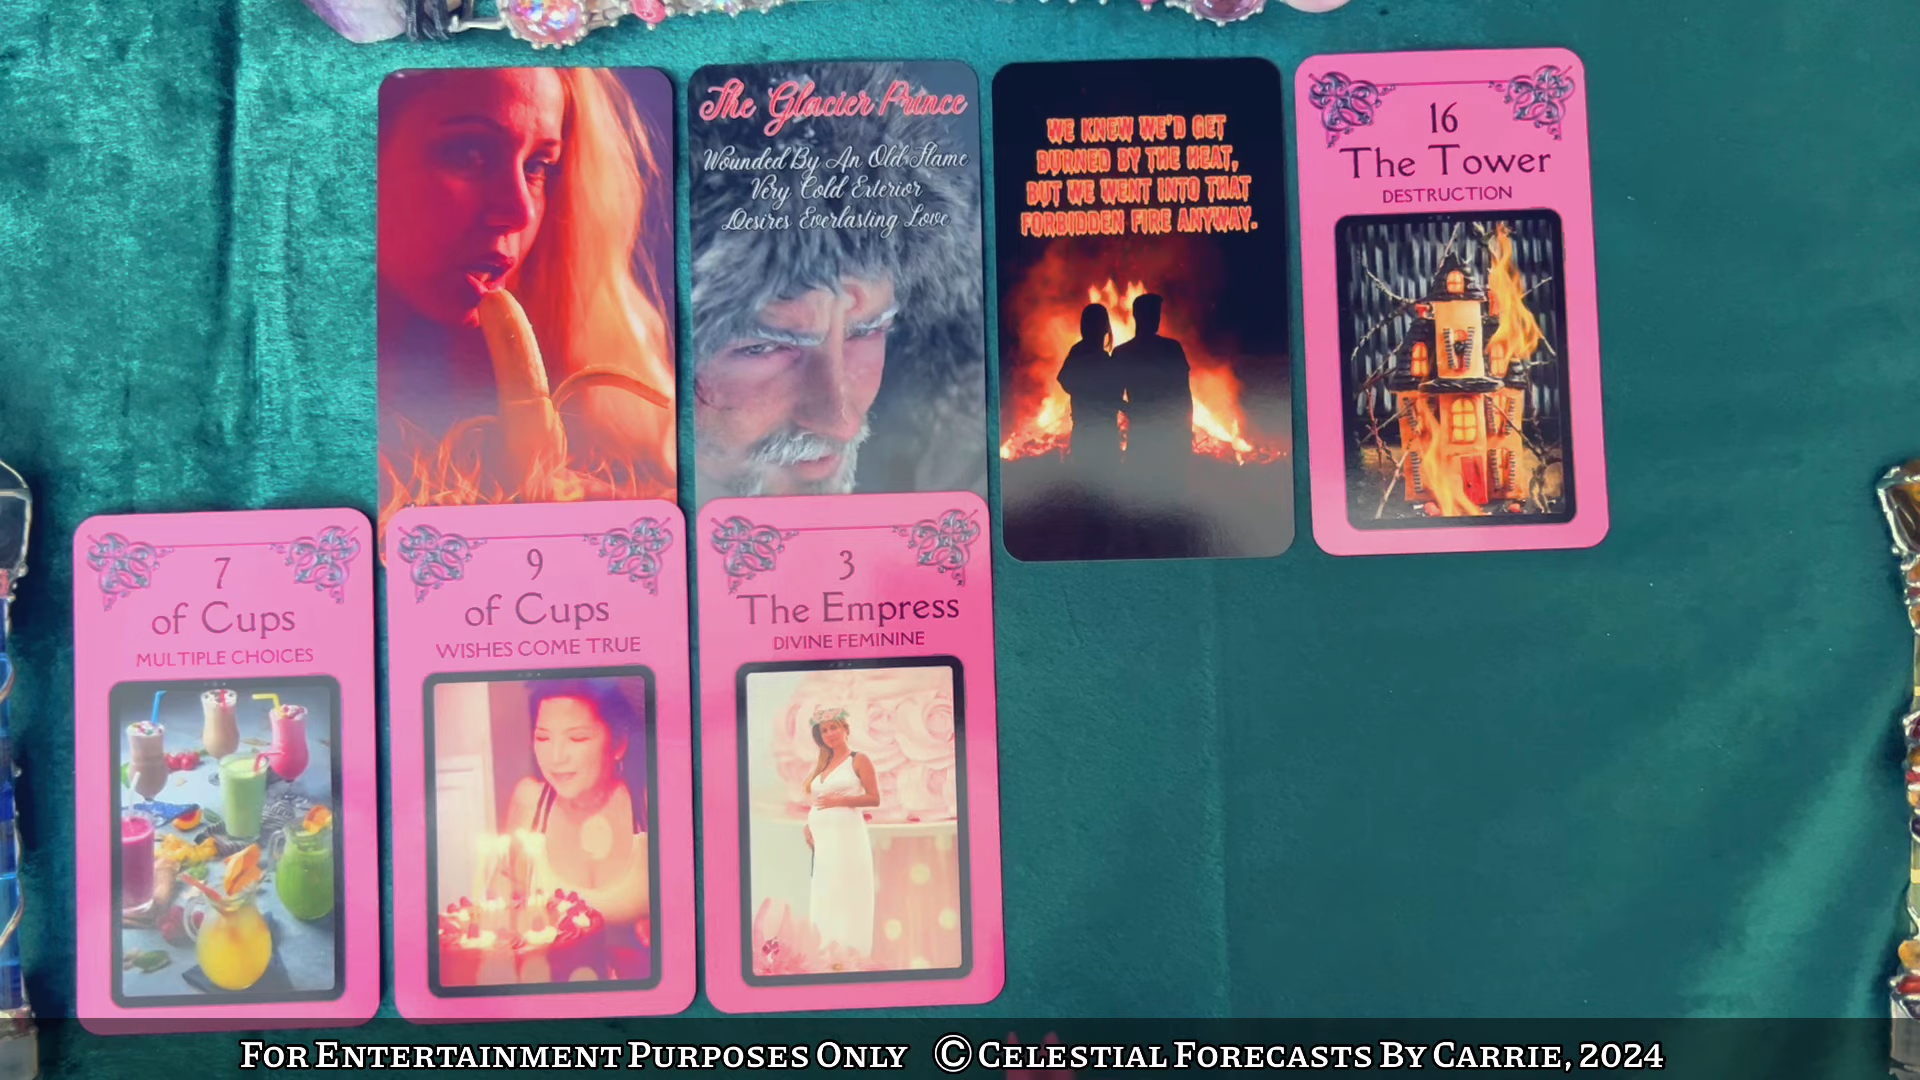 The Glacier Prince
Wounded By An Old Flame
Very Cold Exterior
Desires Everlasting Love
WE KNEW WE'D GET
BURNED BY THE HEAT,
BUT WE WENT INTO THAT
FORBIDDEN FIRE ANYWAY.
16
The Tower
DESTRUCTION
7
of Cups
MULTIPLE CHOICES
9
of Cups
WISHES COME TRUE
3
The Empress
DIVINE FEMININE
For Entertainment Purposes Only © Celestial Forecasts By Carrie, 2024